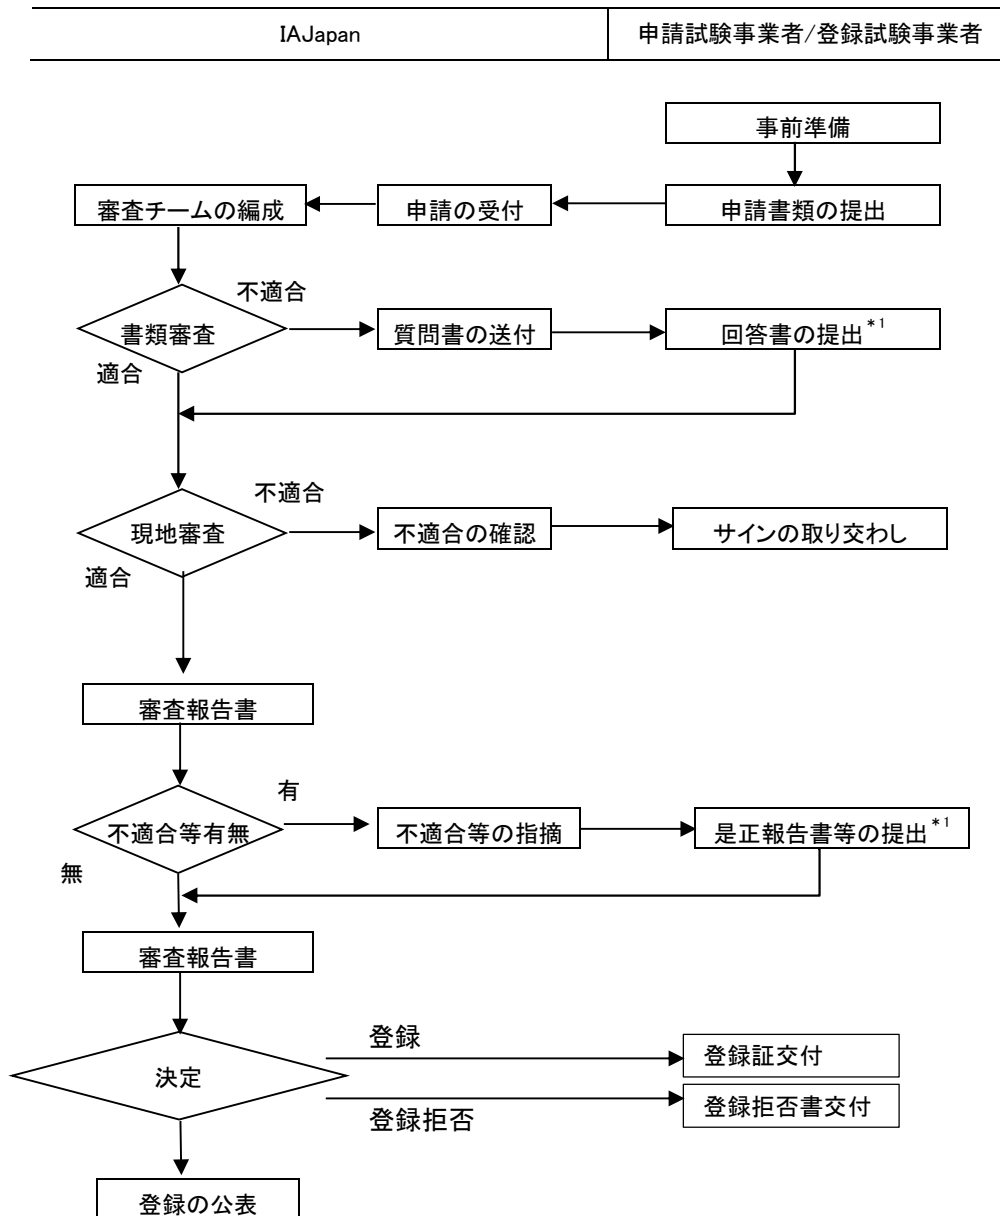 IAJapan
申請試験事業者/登録試験事業者
事前準備
審査チームの編成
申請の受付
申請書類の提出
不適合
書類審査
質問書の送付
回答書の提出*1
適合
不適合
現地審査
不適合の確認
サインの取り交わし
適合
審査報告書
有
不適合等有無
不適合等の指摘
是正報告書等の提出*1
無
審査報告書
登録
登録証交付
決定
登録拒否
登録拒否書交付
登録の公表